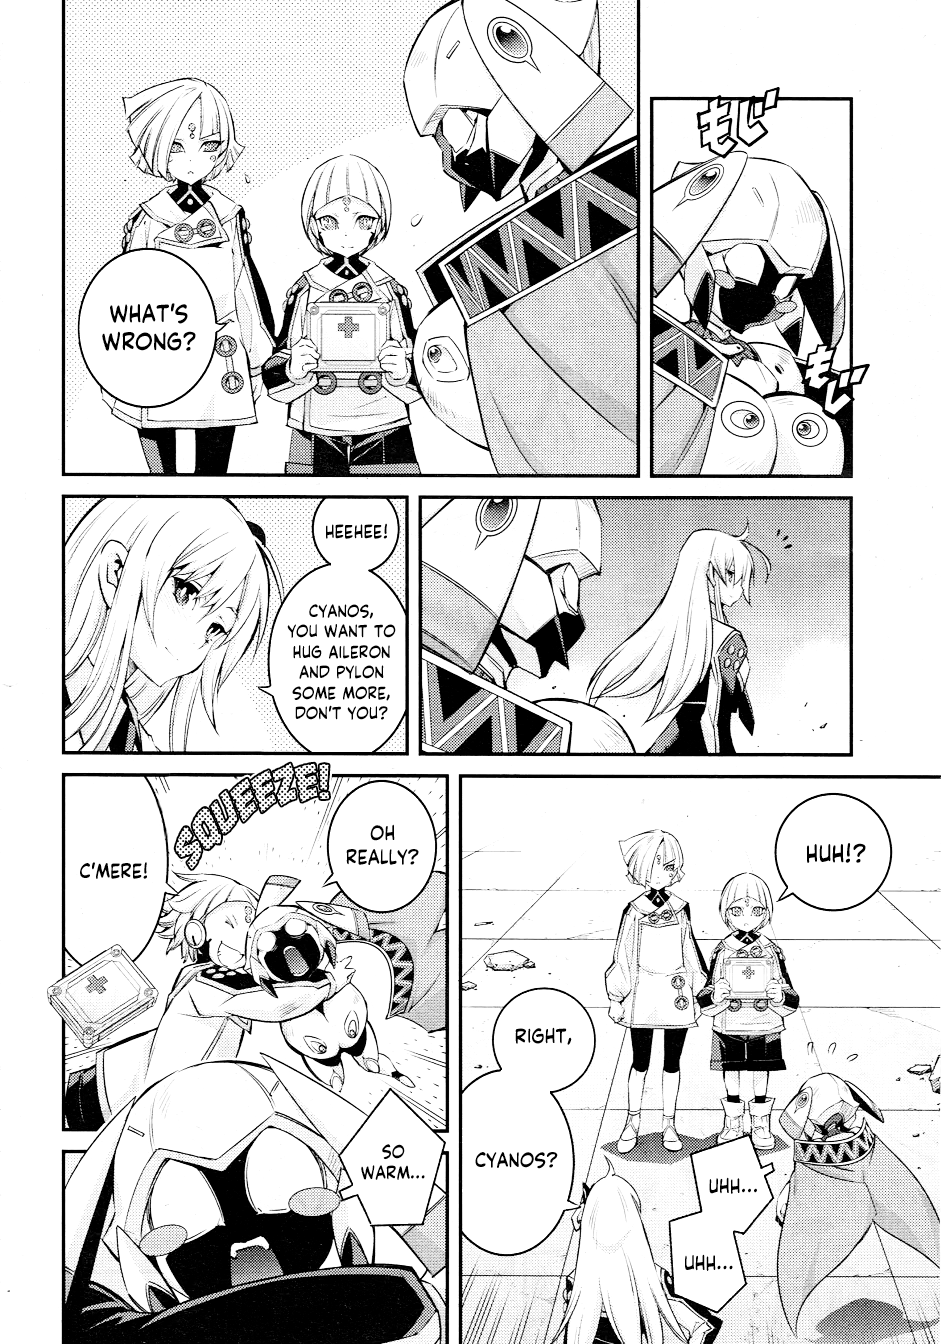 もじ
もじ
WHAT'S
WRONG?
HEEHEE!
CYANOS,
YOU WANT TO
HUG AILERON
AND PYLON
SOME MORE,
DON'T YOU?
HUH!?
RIGHT,
CYANOS?
UHH...
UHH...
OH
REALLY?
SQUEEZE!
C'MERE!
SO
WARM...